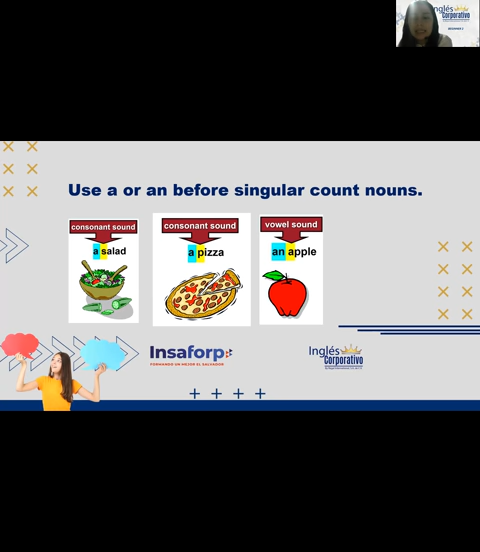 Inglés
Corporativo
Use a or an before singular count nouns.
consonant sound
a salad
consonant sound
a pizza
vowel sound
an apple
Insaforp
FORMANDO UN MEJOR EL SALVADOR
Inglés
Corporativo